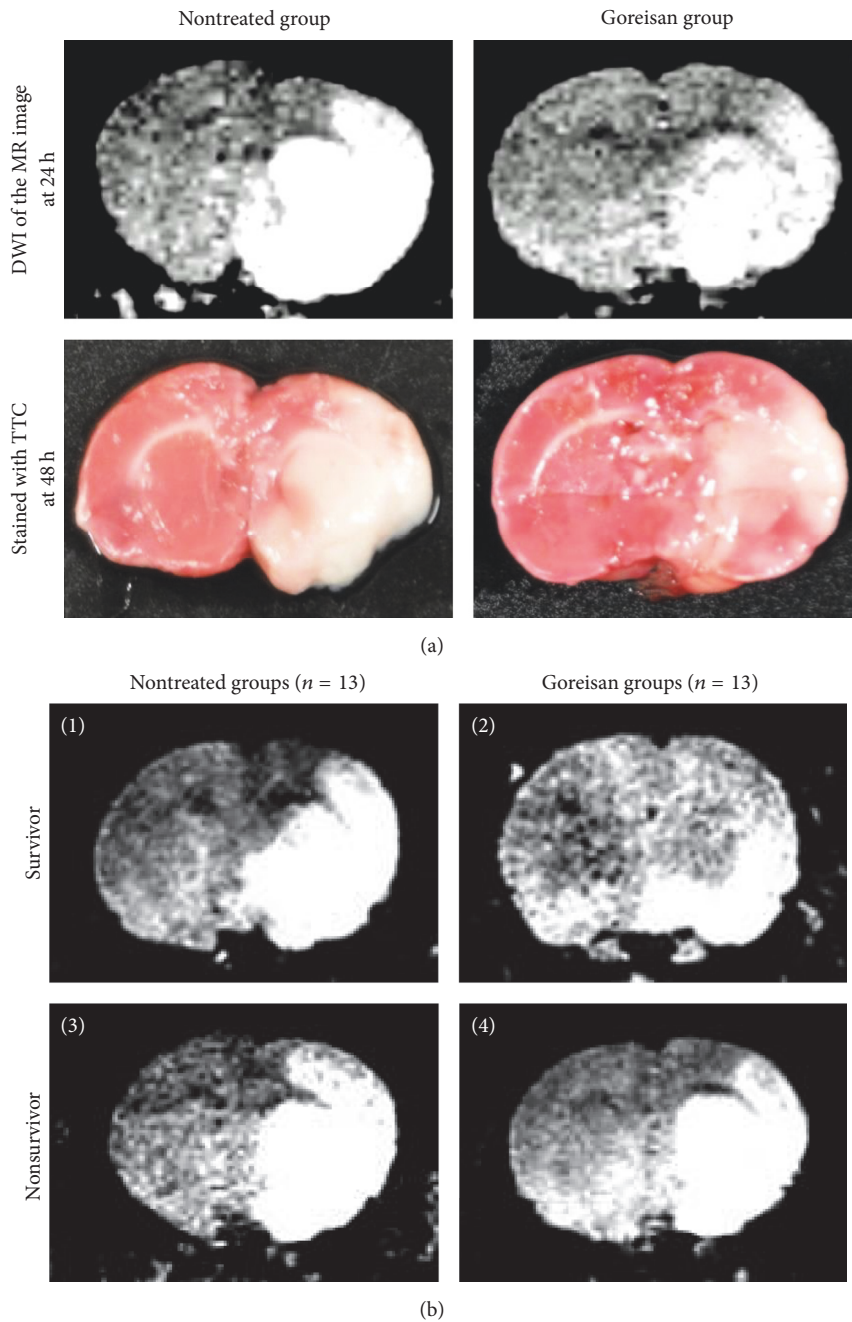 Nontreated group
Goreisan group
DWI of the MR image
at 24 h
Stained with TTC
at 48 h
(a)
Nontreated groups (n = 13)
Goreisan groups (n = 13)
Survivor
(1)
(2)
Nonsurvivor
(3)
(4)
(b)